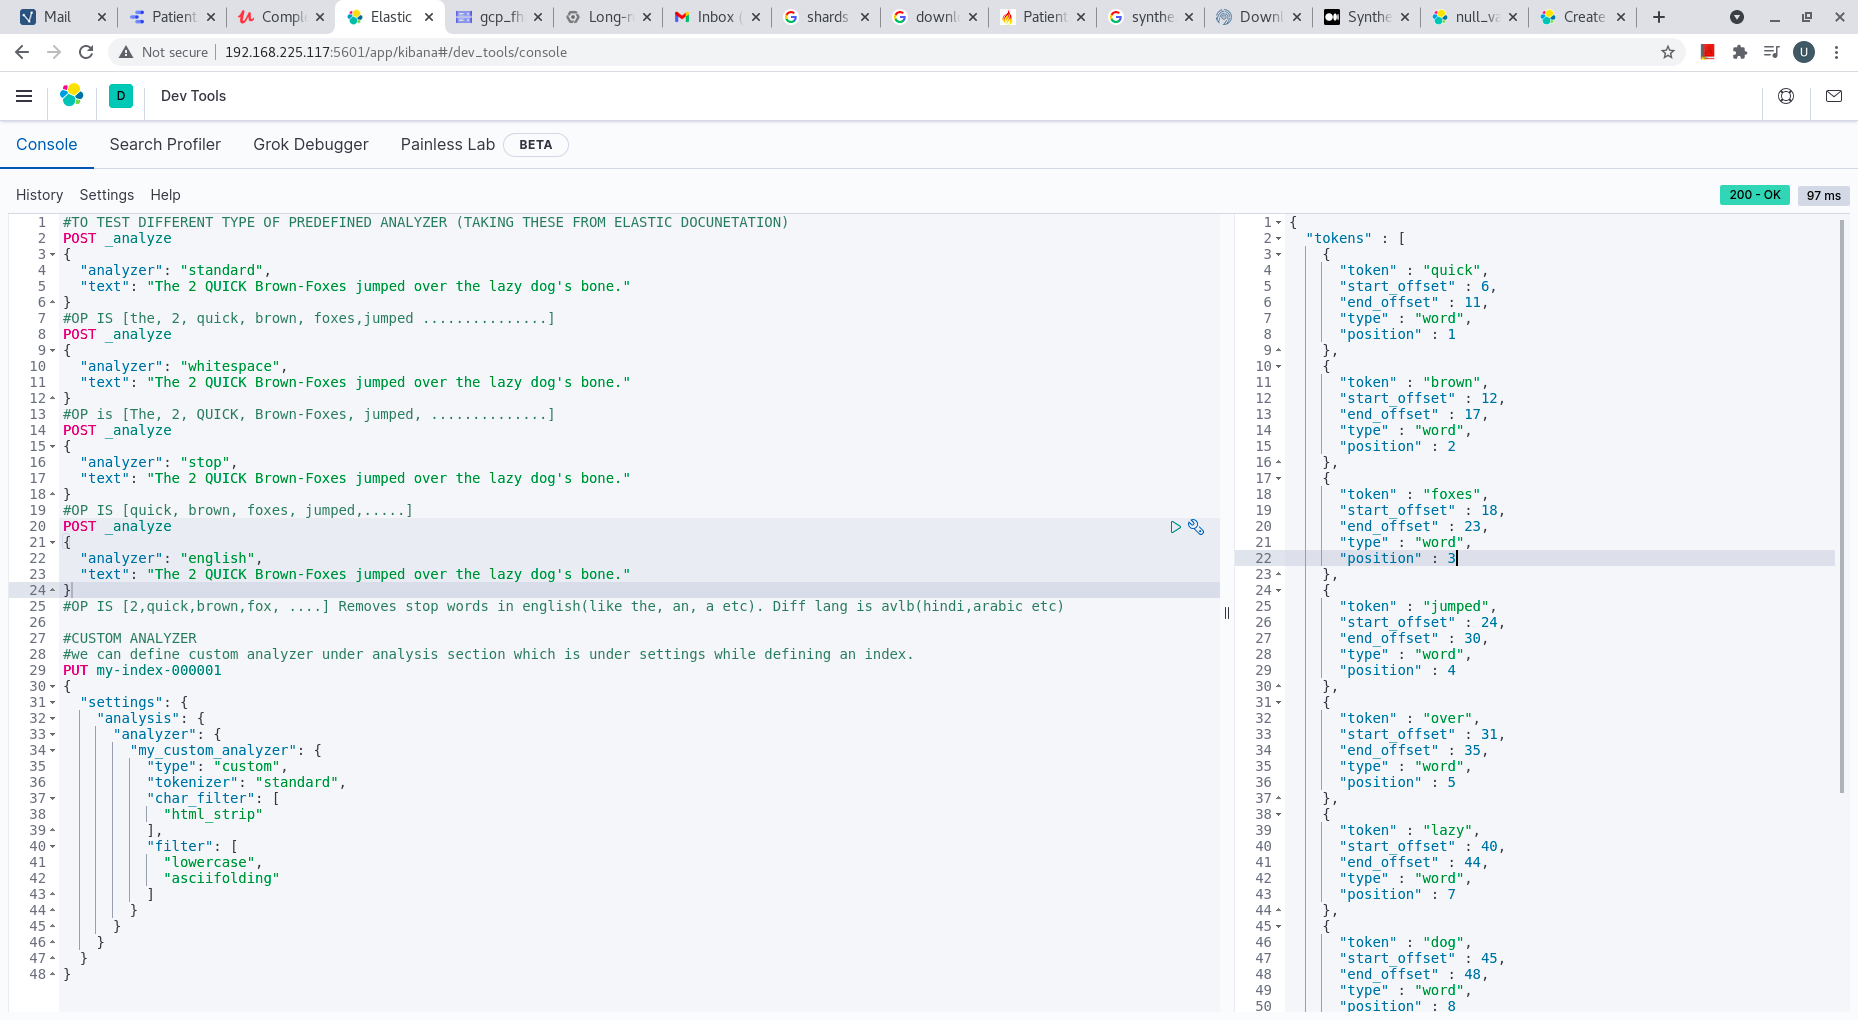 Mail
Patient
Compl
Elastic
gcp_fh
Long-r
Inbox (
shards
downl
Patient
synthe
Downl
Synthe
null_va
Create
Not secure
192.168.225.117:5601/app/kibana#/dev_tools/console
U
D
Dev Tools
Console
Search Profiler
Grok Debugger
Painless Lab
BETA
History
Settings
Help
200 - OK
97 ms
1 #TO TEST DIFFERENT TYPE OF PREDEFINED ANALYZER (TAKING THESE FROM ELASTIC DOCUNETATION)
2 POST _analyze
3 {
4 "analyzer": "standard",
5 "text": "The 2 QUICK Brown-Foxes jumped over the lazy dog's bone."
6 }
7 #OP IS [the, 2, quick, brown, foxes,jumped ...............]
8 POST _analyze
9 {
10 "analyzer": "whitespace",
11 "text": "The 2 QUICK Brown-Foxes jumped over the lazy dog's bone."
12 }
13 #OP is [The, 2, QUICK, Brown-Foxes, jumped, ..............]
14 POST _analyze
15 {
16 "analyzer": "stop",
17 "text": "The 2 QUICK Brown-Foxes jumped over the lazy dog's bone."
18 }
19 #OP IS [quick, brown, foxes, jumped,.....]
20 POST _analyze
21 {
22 "analyzer": "english",
23 "text": "The 2 QUICK Brown-Foxes jumped over the lazy dog's bone."
24 }
25 #OP IS [2,quick,brown,fox, ....] Removes stop words in english(like the, an, a etc). Diff lang is avlb(hindi,arabic etc)
26
27 #CUSTOM ANALYZER
28 #we can define custom analyzer under analysis section which is under settings while defining an index.
29 PUT my-index-000001
30 {
31 "settings": {
32 "analysis": {
33 "analyzer": {
34 "my_custom_analyzer": {
35 "type": "custom",
36 "tokenizer": "standard",
37 "char_filter": [
38 "html_strip"
39 ],
40 "filter": [
41 "lowercase",
42 "asciifolding"
43 ]
44 }
45 }
46 }
47 }
48 }
1 {
2 "tokens" : [
3 {
4 "token" : "quick",
5 "start_offset" : 6,
6 "end_offset" : 11,
7 "type" : "word",
8 "position" : 1
9 },
10 {
11 "token" : "brown",
12 "start_offset" : 12,
13 "end_offset" : 17,
14 "type" : "word",
15 "position" : 2
16 },
17 {
18 "token" : "foxes",
19 "start_offset" : 18,
20 "end_offset" : 23,
21 "type" : "word",
22 "position" : 3
23 },
24 {
25 "token" : "jumped",
26 "start_offset" : 24,
27 "end_offset" : 30,
28 "type" : "word",
29 "position" : 4
30 },
31 {
32 "token" : "over",
33 "start_offset" : 31,
34 "end_offset" : 35,
35 "type" : "word",
36 "position" : 5
37 },
38 {
39 "token" : "lazy",
40 "start_offset" : 40,
41 "end_offset" : 44,
42 "type" : "word",
43 "position" : 7
44 },
45 {
46 "token" : "dog",
47 "start_offset" : 45,
48 "end_offset" : 48,
49 "type" : "word",
50 "position" : 8